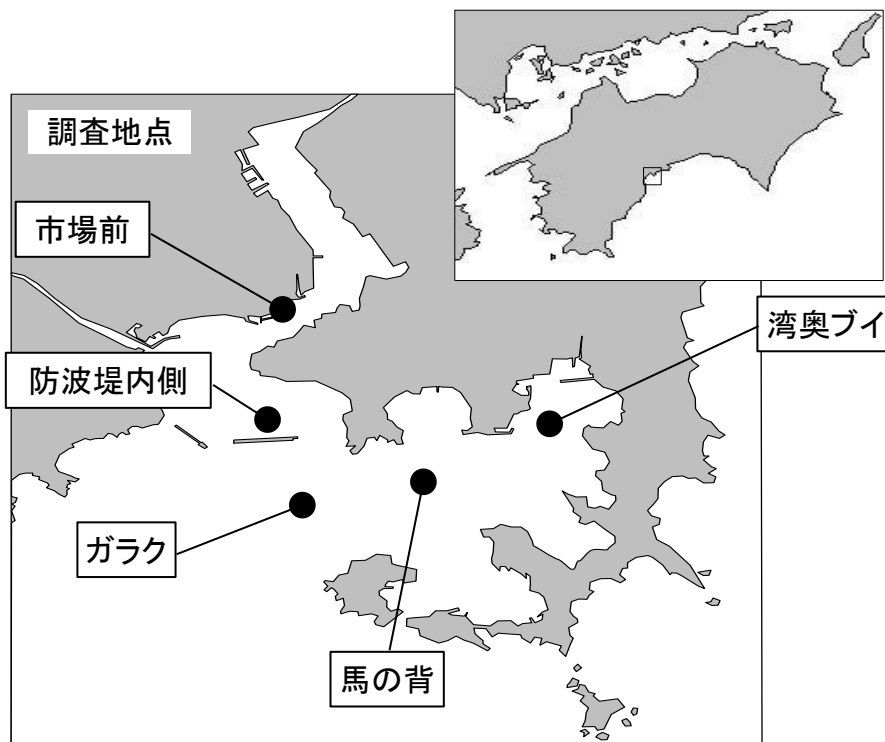 調査地点
市場前
湾奥ブイ
防波堤内側
ガラク
馬の背